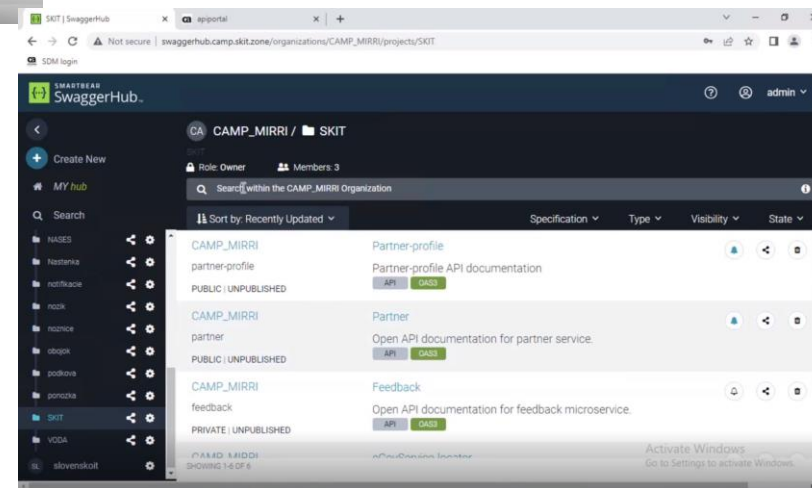 SKIT | SwaggerHub
apiportal
Not secure | swaggerhub.camp.skit.zone/organizations/CAMP_MIRRI/projects/SKIT
SDM login
SMARTBEAR
SwaggerHub
admin
CA CAMP_MIRRI / SKIT
SKIT
Role: Owner Members: 3
Search within the CAMP_MIRRI Organization
Sort by: Recently Updated Specification Type Visibility State
Create New
MY hub
Search
NASES
Nastenka
notifikacie
nozik
noznice
obojok
podkova
ponozka
SKIT
VODA
SL slovenskoit
CAMP_MIRRI Partner-profile
partner-profile Partner-profile API documentation
API OAS3
PUBLIC | UNPUBLISHED
CAMP_MIRRI Partner
partner Open API documentation for partner service.
API OAS3
PUBLIC | UNPUBLISHED
CAMP_MIRRI Feedback
feedback Open API documentation for feedback microservice.
API OAS3
PRIVATE | UNPUBLISHED
CAMP_MIRRI eGovService locator
SHOWING 1-6 OF 6
Activate Windows
Go to Settings to activate Windows.